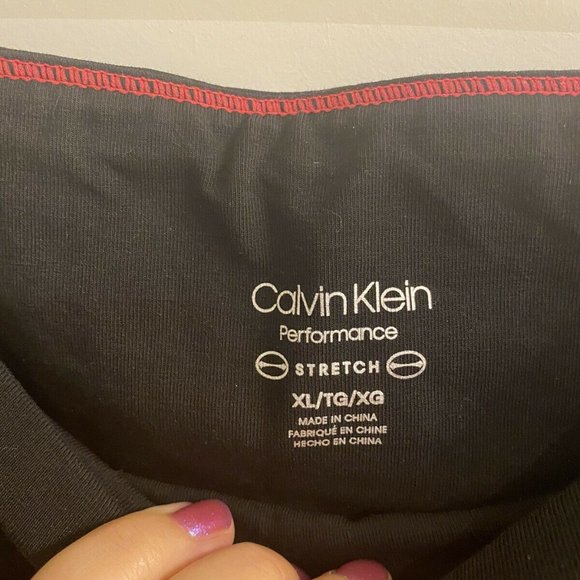 Calvin Klein
Performance
STRETCH
XL/TG/XG
MADE IN CHINA
FABRIQUÉ EN CHINE
HECHO EN CHINA